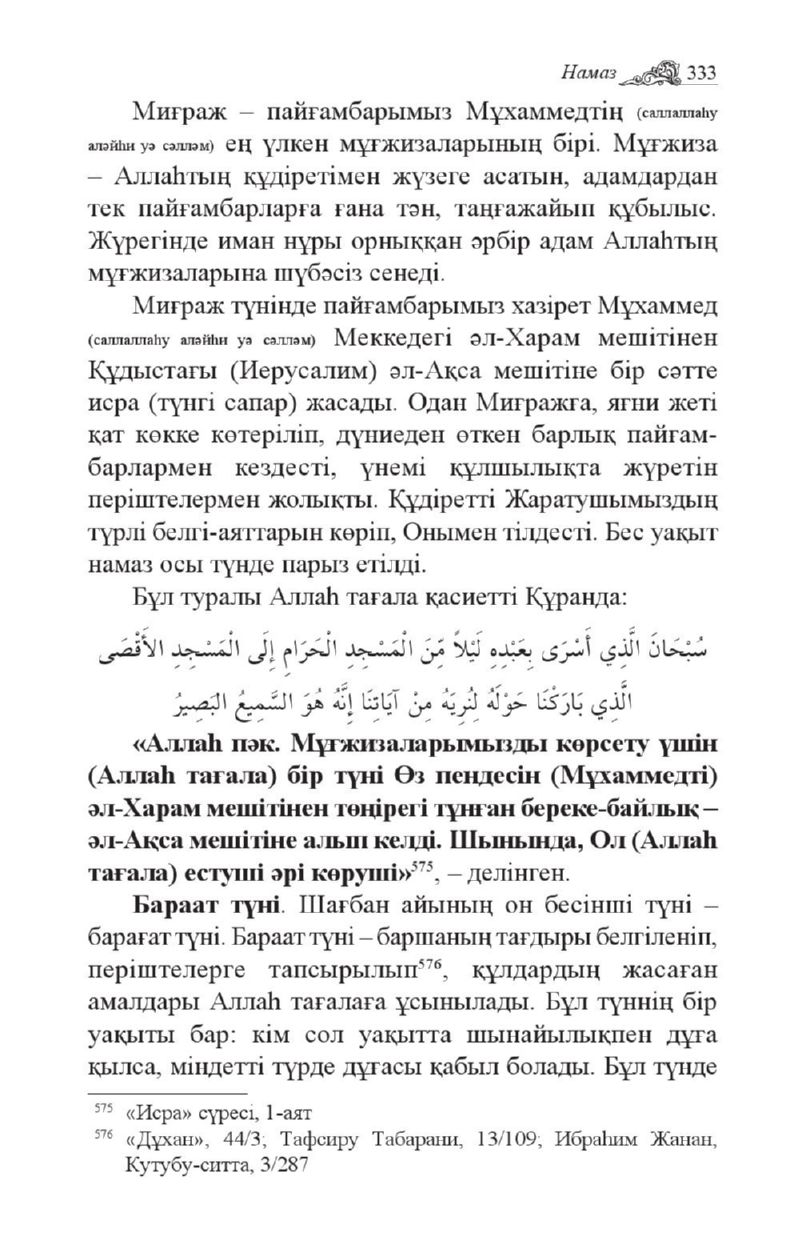 Намаз 333
Миғраж – пайғамбарымыз Мұхаммедтің (саллаллаһу
аләйһи уә сәлләм) ең үлкен мұғжизаларының бірі. Мұғжиза
– Аллаһтың құдіретімен жүзеге асатын, адамдардан
тек пайғамбарларға ғана тән, таңғажайып құбылыс.
Жүрегінде иман нұры орныққан әрбір адам Аллаһтың
мұғжизаларына шүбәсіз сенеді.
Миғраж түнінде пайғамбарымыз хазірет Мұхаммед
(саллаллаһу аләйһи уә сәлләм) Меккедегі әл-Харам мешітінен
Құдыстағы (Иерусалим) әл-Ақса мешітіне бір сәтте
исра (түнгі сапар) жасады. Одан Миғражға, яғни жеті
қат көкке көтеріліп, дүниеден өткен барлық пайғам-
барлармен кездесті, үнемі құлшылықта жүретін
періштелермен жолықты. Құдіретті Жаратушымыздың
түрлі белгі-аяттарын көріп, Онымен тілдесті. Бес уақыт
намаз осы түнде парыз етілді.
Бұл туралы Аллаһ тағала қасиетті Құранда:
سُبْحَانَ الَّذِي أَسْرَى بِعَبْدِهِ لَيْلاً مِّنَ الْمَسْجِدِ الْحَرَامِ إِلَى الْمَسْجِدِ الأَقْصَى
الَّذِي بَارَكْنَا حَوْلَهُ لِنُرِيَهُ مِنْ آيَاتِنَا إِنَّهُ هُوَ السَّمِيعُ البَصِيرُ
«Аллаһ пәк. Мұғжизаларымызды көрсету үшін
(Аллаһ тағала) бір түні Өз пендесін (Мұхаммедті)
әл-Харам мешітінен төңірегі тұнған береке-байлық –
әл-Ақса мешітіне алып келді. Шынында, Ол (Аллаһ
тағала) естуші әрі көруші»⁵⁷⁵, – делінген.
Бараат түні. Шағбан айының он бесінші түні –
барағат түні. Бараат түні – баршаның тағдыры белгіленіп,
періштелерге тапсырылып⁵⁷⁶, құлдардың жасаған
амалдары Аллаһ тағалаға ұсынылады. Бұл түннің бір
уақыты бар: кім сол уақытта шынайылықпен дұға
қылса, міндетті түрде дұғасы қабыл болады. Бұл түнде
⁵⁷⁵ «Исра» сүресі, 1-аят
⁵⁷⁶ «Дұхан», 44/3; Тафсиру Табарани, 13/109; Ибраһим Жанан,
Кутубу-ситта, 3/287